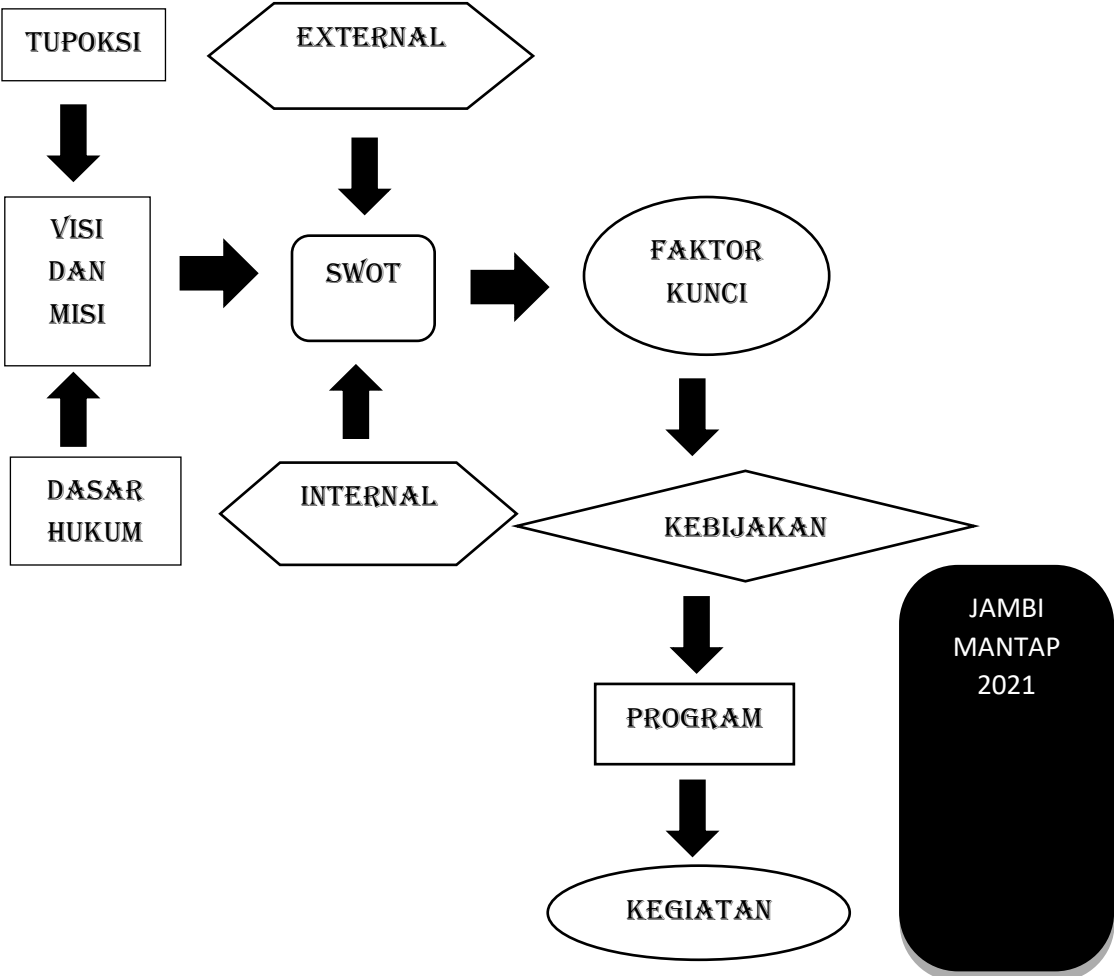 TUPOKSI
EXTERNAL
VISI
DAN
MISI
SWOT
FAKTOR
KUNCI
DASAR
HUKUM
INTERNAL
KEBIJAKAN
JAMBI
MANTAP
2021
PROGRAM
KEGIATAN